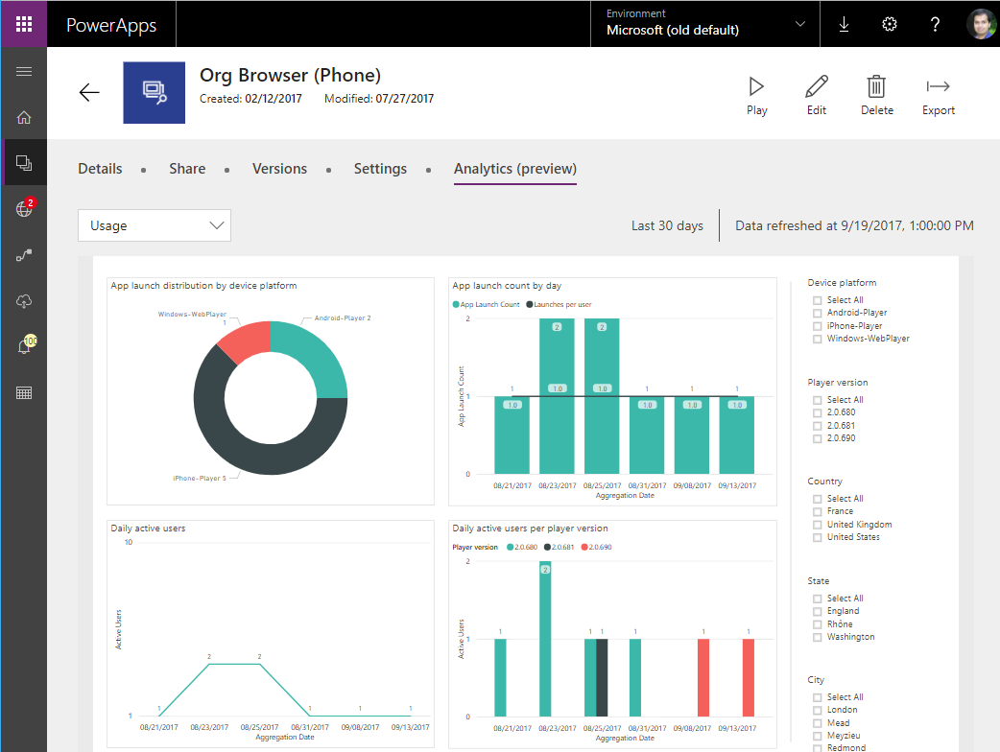 PowerApps
Environment
Microsoft (old default)
?
Org Browser (Phone)
Created: 02/12/2017 Modified: 07/27/2017
Play Edit Delete Export
Details • Share • Versions • Settings • Analytics (preview)
2
100
Usage
Last 30 days
Data refreshed at 9/19/2017, 1:00:00 PM
App launch distribution by device platform
Windows-WebPlayer
1
Android-Player 2
iPhone-Player 5
App launch count by day
App Launch Count Launches per user
App Launch Count
2
1
0
2 2
1 1.0 1.0 1 1 1
1.0 1.0 1.0 1.0
08/21/2017 08/23/2017 08/25/2017 08/31/2017 09/08/2017 09/13/2017
Aggregation Date
Daily active users
Active Users
10
1
1 2 2 1 1 1
08/21/2017 08/23/2017 08/25/2017 08/31/2017 09/08/2017 09/13/2017
Aggregation Date
Daily active users per player version
Player version 2.0.680 2.0.681 2.0.690
Active Users
2
1
0
1 2 1 1 1 1 1
08/21/2017 08/23/2017 08/25/2017 08/31/2017 09/08/2017 09/13/2017
Aggregation Date
Device platform
Select All
Android-Player
iPhone-Player
Windows-WebPlayer
Player version
Select All
2.0.680
2.0.681
2.0.690
Country
Select All
France
United Kingdom
United States
State
Select All
England
Rhône
Washington
City
Select All
London
Mead
Meyzieu
Redmond